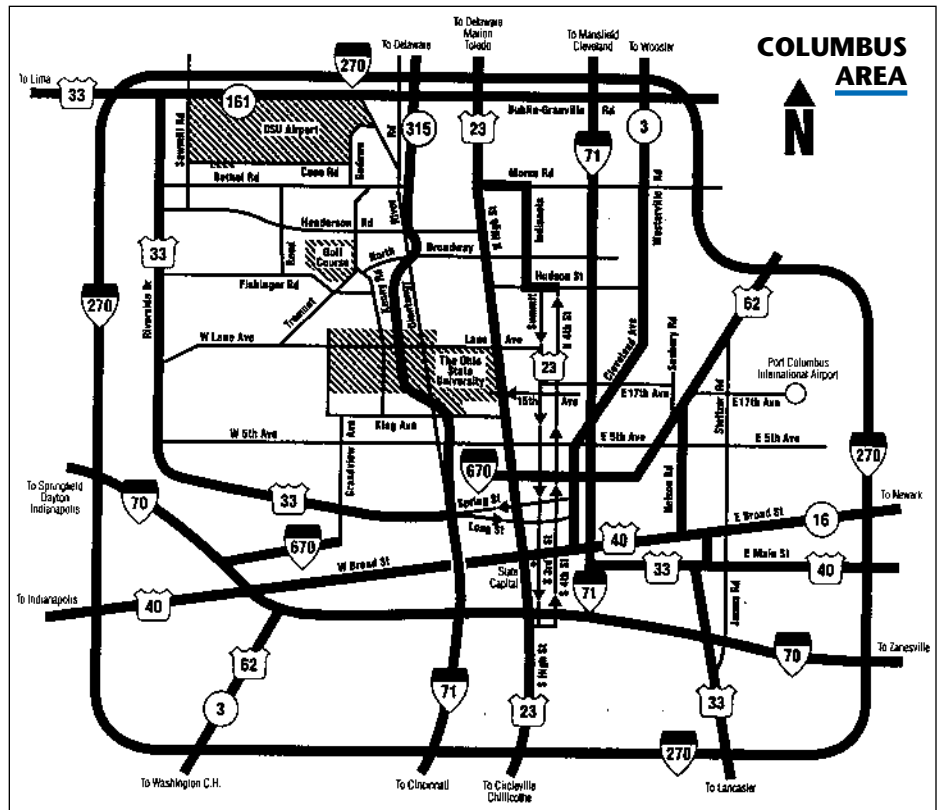 COLUMBUS
AREA
N
To Delaware
To Delaware
Marion
Toledo
To Mansfield
Cleveland
To Wooster
To Lima
33
161
270
315
23
71
3
Dublin-Granville Rd
OSU Airport
Sawmill Rd
Godown
Rd
Case Rd
Bethel Rd
Morse Rd
Westerville Rd
Indianola
N High St
River
Henderson Rd
Reed
Golf
Course
North Broadway
33
Riverside Dr
270
Fishinger Rd
Tremont
Kenny Rd
Olentangy
Hudson St
Summit
N 4th St
62
W Lane Ave
Lane Ave
23
Cleveland Ave
Sunbury Rd
Stelzer Rd
Port Columbus
International Airport
The Ohio
State
University
15th Ave
E 17th Ave
E 17th Ave
King Ave
W 5th Ave
E 5th Ave
E 5th Ave
Grandview Ave
670
Nelson Rd
270
To Springfield
Dayton
Indianapolis
70
33
Spring St
Long St
To Newark
16
E Broad St
670
W Broad St
40
State
Capital
S 3rd St
S 4th St
33
E Main St
40
To Indianapolis
40
71
James Rd
62
3
S High St
71
23
70
To Zanesville
33
270
To Washington C.H.
To Cincinnati
To Circleville
Chillicothe
To Lancaster